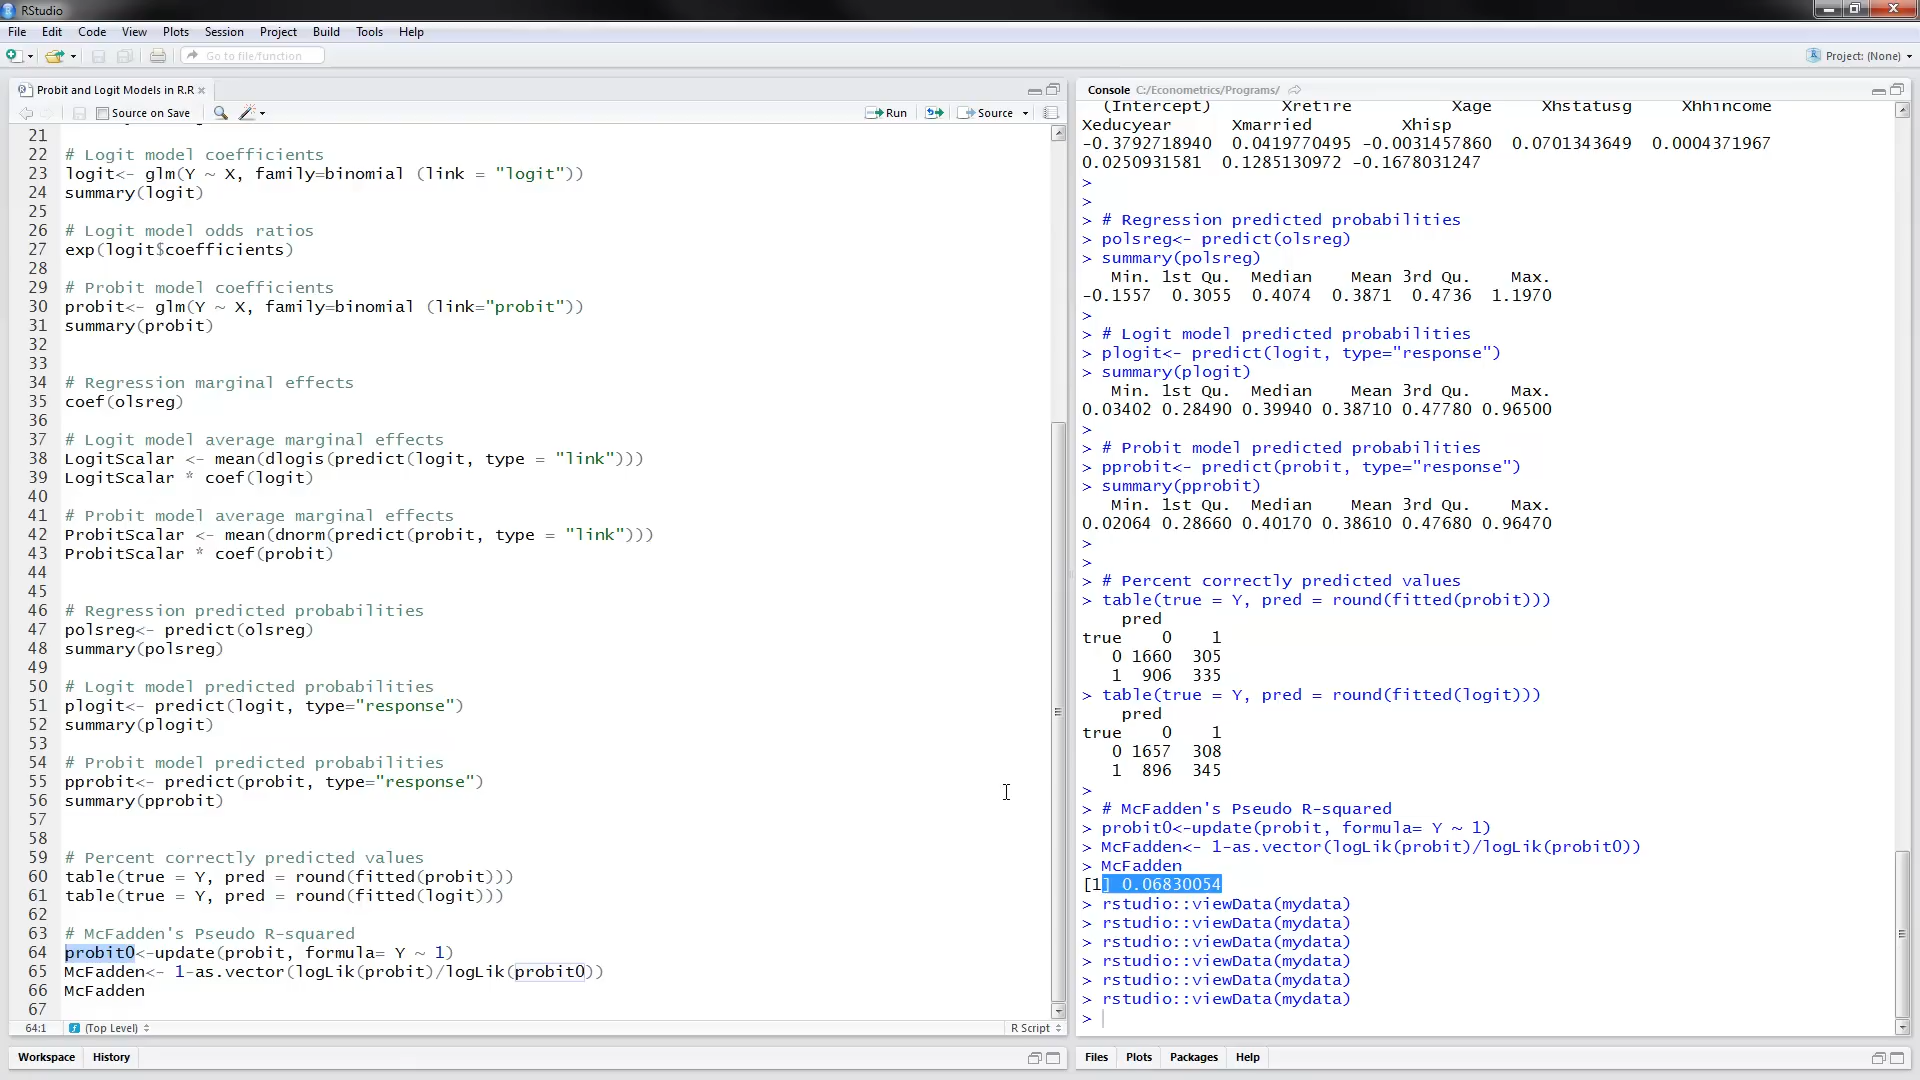 RStudio
File Edit Code View Plots Session Project Build Tools Help
Go to file/function
Project: (None)
Probit and Logit Models in R.R
Source on Save
Run
Source
21
22 # Logit model coefficients
23 logit<- glm(Y ~ X, family=binomial (link = "logit"))
24 summary(logit)
25
26 # Logit model odds ratios
27 exp(logit$coefficients)
28
29 # Probit model coefficients
30 probit<- glm(Y ~ X, family=binomial (link="probit"))
31 summary(probit)
32
33
34 # Regression marginal effects
35 coef(olsreg)
36
37 # Logit model average marginal effects
38 LogitScalar <- mean(dlogis(predict(logit, type = "link")))
39 LogitScalar * coef(logit)
40
41 # Probit model average marginal effects
42 ProbitScalar <- mean(dnorm(predict(probit, type = "link")))
43 ProbitScalar * coef(probit)
44
45
46 # Regression predicted probabilities
47 polsreg<- predict(olsreg)
48 summary(polsreg)
49
50 # Logit model predicted probabilities
51 plogit<- predict(logit, type="response")
52 summary(plogit)
53
54 # Probit model predicted probabilities
55 pprobit<- predict(probit, type="response")
56 summary(pprobit)
57
58
59 # Percent correctly predicted values
60 table(true = Y, pred = round(fitted(probit)))
61 table(true = Y, pred = round(fitted(logit)))
62
63 # McFadden's Pseudo R-squared
64 probit0<-update(probit, formula= Y ~ 1)
65 McFadden<- 1-as.vector(logLik(probit)/logLik(probit0))
66 McFadden
67
64:1 (Top Level) R Script
Workspace History
Console C:/Econometrics/Programs/
(Intercept) Xretire Xage Xhstatusg Xhhincome
Xeducyear Xmarried Xhisp
-0.3792718940 0.0419770495 -0.0031457860 0.0701343649 0.0004371967
0.0250931581 0.1285130972 -0.1678031247
>
>
> # Regression predicted probabilities
> polsreg<- predict(olsreg)
> summary(polsreg)
Min. 1st Qu. Median Mean 3rd Qu. Max.
-0.1557 0.3055 0.4074 0.3871 0.4736 1.1970
>
> # Logit model predicted probabilities
> plogit<- predict(logit, type="response")
> summary(plogit)
Min. 1st Qu. Median Mean 3rd Qu. Max.
0.03402 0.28490 0.39940 0.38710 0.47780 0.96500
>
> # Probit model predicted probabilities
> pprobit<- predict(probit, type="response")
> summary(pprobit)
Min. 1st Qu. Median Mean 3rd Qu. Max.
0.02064 0.28660 0.40170 0.38610 0.47680 0.96470
>
>
> # Percent correctly predicted values
> table(true = Y, pred = round(fitted(probit)))
pred
true 0 1
0 1660 305
1 906 335
> table(true = Y, pred = round(fitted(logit)))
pred
true 0 1
0 1657 308
1 896 345
>
> # McFadden's Pseudo R-squared
> probit0<-update(probit, formula= Y ~ 1)
> McFadden<- 1-as.vector(logLik(probit)/logLik(probit0))
> McFadden
[1] 0.06830054
> rstudio::viewData(mydata)
> rstudio::viewData(mydata)
> rstudio::viewData(mydata)
> rstudio::viewData(mydata)
> rstudio::viewData(mydata)
> rstudio::viewData(mydata)
>
Files Plots Packages Help